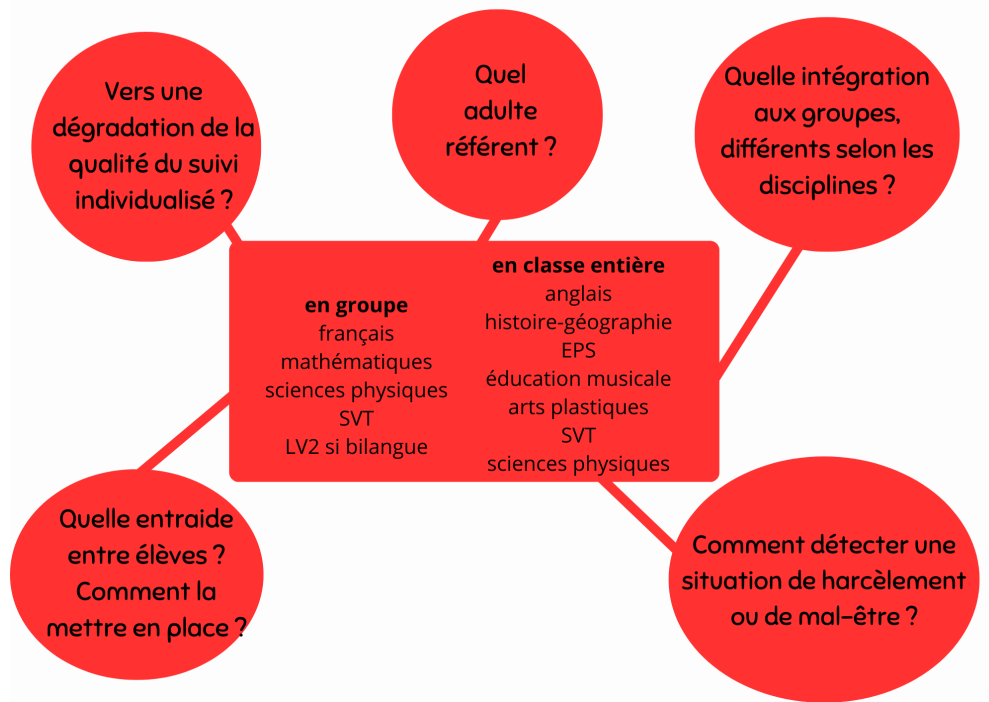 Vers une
dégradation de la
qualité du suivi
individualisé ?
Quel
adulte
référent ?
Quelle intégration
aux groupes,
différents selon les
disciplines ?
en groupe
français
mathématiques
sciences physiques
SVT
LV2 si bilangue
en classe entière
anglais
histoire-géographie
EPS
éducation musicale
arts plastiques
SVT
sciences physiques
Quelle entraide
entre élèves ?
Comment la
mettre en place ?
Comment détecter une
situation de harcèlement
ou de mal-être ?